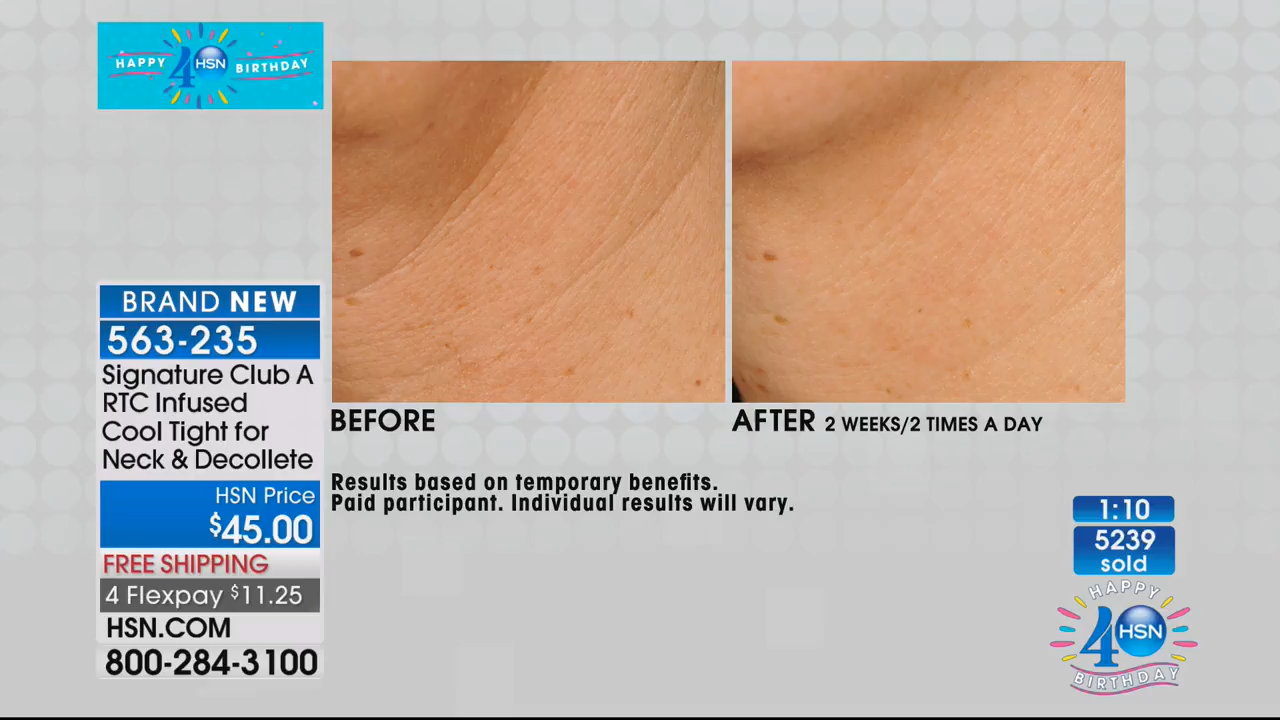 HAPPY 40 HSN BIRTHDAY
BRAND NEW
563-235
Signature Club A
RTC Infused
Cool Tight for
Neck & Decollete
HSN Price
$45.00
FREE SHIPPING
4 Flexpay $11.25
HSN.COM
800-284-3100
BEFORE
AFTER 2 WEEKS/2 TIMES A DAY
Results based on temporary benefits.
Paid participant. Individual results will vary.
1:10
5239
sold
HAPPY
40 HSN
BIRTHDAY